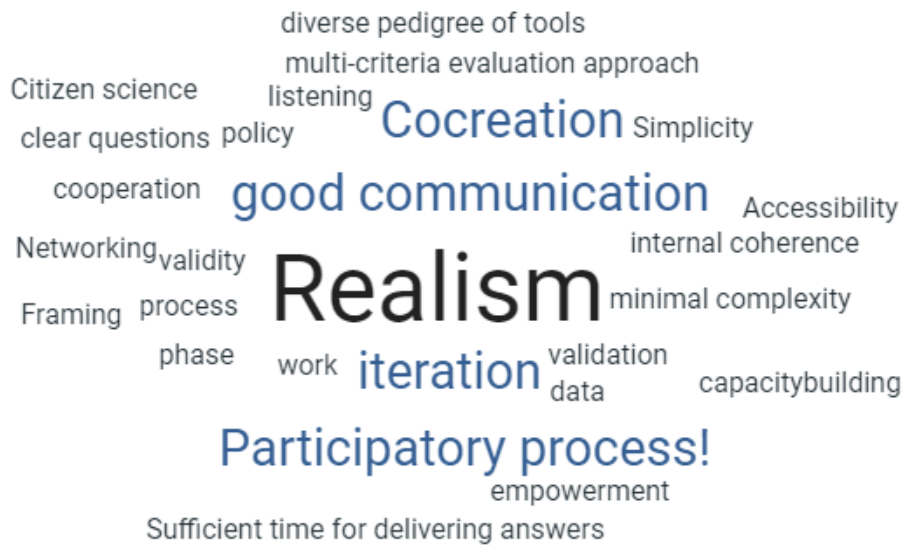 diverse pedigree of tools
multi-criteria evaluation approach
Citizen science
listening
Cocreation
Simplicity
clear questions
policy
cooperation
good communication
Accessibility
internal coherence
Networking
validity
Realism
minimal complexity
Framing
process
phase
work
iteration
validation
data
capacitybuilding
Participatory process!
empowerment
Sufficient time for delivering answers